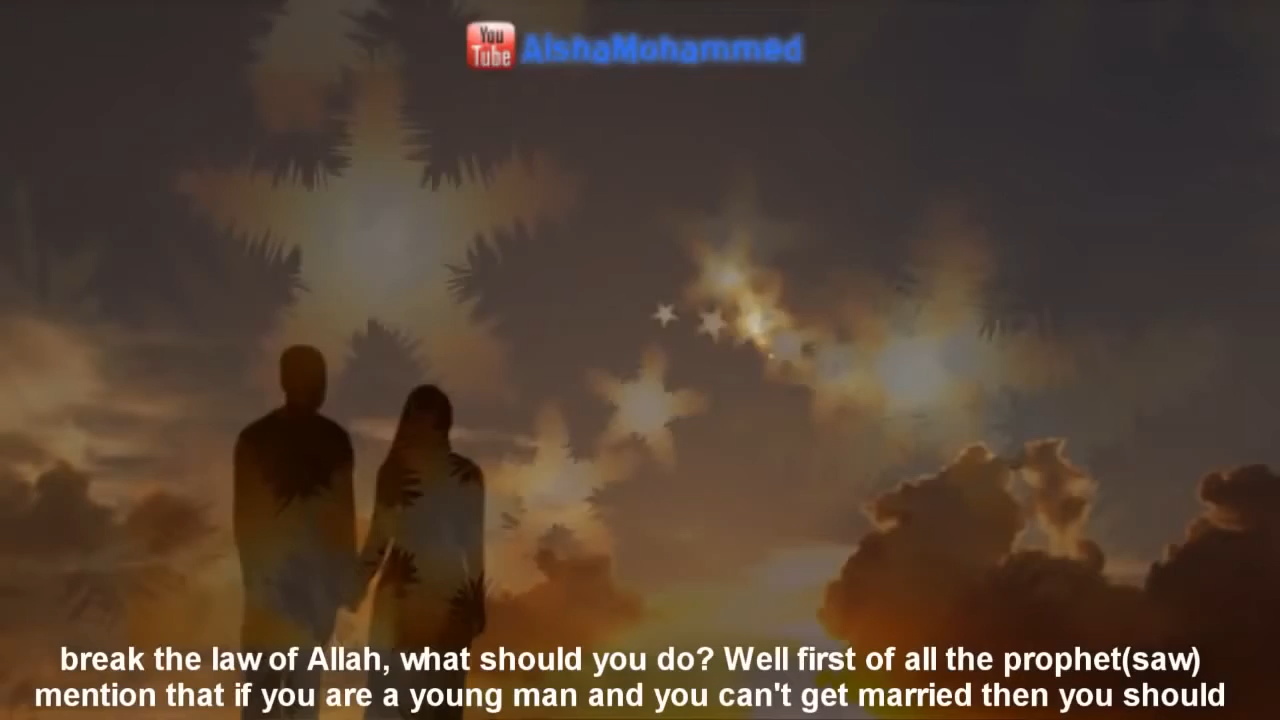 You
Tube AishaMohammed
break the law of Allah, what should you do? Well first of all the prophet(saw)
mention that if you are a young man and you can't get married then you should